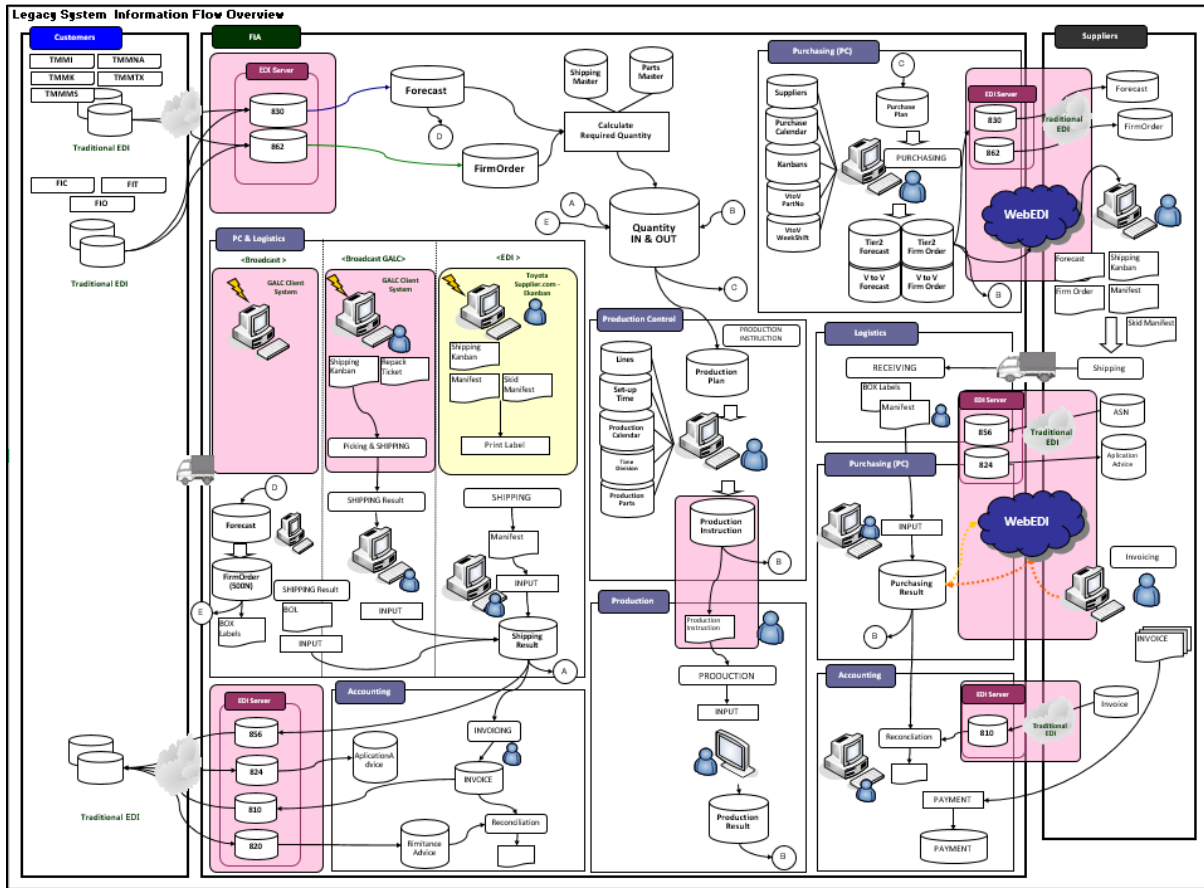 Legacy System Information Flow Overview
Customers
FIA
Suppliers
TMMI
TMMNA
TMMK
TMMTX
TMMMS
Traditional EDI
FIC
FIT
FIO
Traditional EDI
EDI Server
830
862
Forecast
D
FirmOrder
Shipping
Master
Parts
Master
Calculate
Required Quantity
A
E
B
Quantity
IN & OUT
C
Purchasing (PC)
C
Suppliers
Purchase
Calendar
Kanbans
VtoV
PartNo
VtoV
WeekShift
Purchase
Plan
PURCHASING
Tier2
Forecast
Tier2
Firm Order
V to V
Forecast
V to V
Firm Order
B
EDI Server
830
862
Traditional
EDI
WebEDI
Forecast
FirmOrder
Forecast
Shipping
Kanban
Firm Order
Manifest
Skid Manifest
Shipping
PC & Logistics
<Broadcast >
<Broadcast GALC>
<EDI >
GALC Client
System
GALC Client
System
Toyota
Supplier.com -
Ekanban
Shipping
Kanban
Repack
Ticket
Shipping
Kanban
Manifest
Skid
Manifest
Picking & SHIPPING
Print Label
SHIPPING Result
SHIPPING
D
Forecast
Manifest
FirmOrder
(500N)
SHIPPING Result
INPUT
E
BOX
Labels
BOL
INPUT
INPUT
Shipping
Result
A
Production Control
PRODUCTION
INSTRUCTION
Lines
Set-up
Time
Production
Calendar
Time
Division
Production
Parts
Production
Plan
Production
Instruction
B
Production
Production
Instruction
PRODUCTION
INPUT
Production
Result
B
Logistics
RECEIVING
BOX Labels
Manifest
EDI Server
856
824
Traditional
EDI
ASN
Aplication
Advice
Purchasing (PC)
INPUT
WebEDI
Purchasing
Result
B
Invoicing
INVOICE
Accounting
EDI Server
810
Traditional
EDI
Invoice
Reconcilation
PAYMENT
PAYMENT
EDI Server
856
824
810
820
Traditional EDI
Accounting
AplicationA
dvice
INVOICING
INVOICE
Rimitance
Advice
Reconcilation